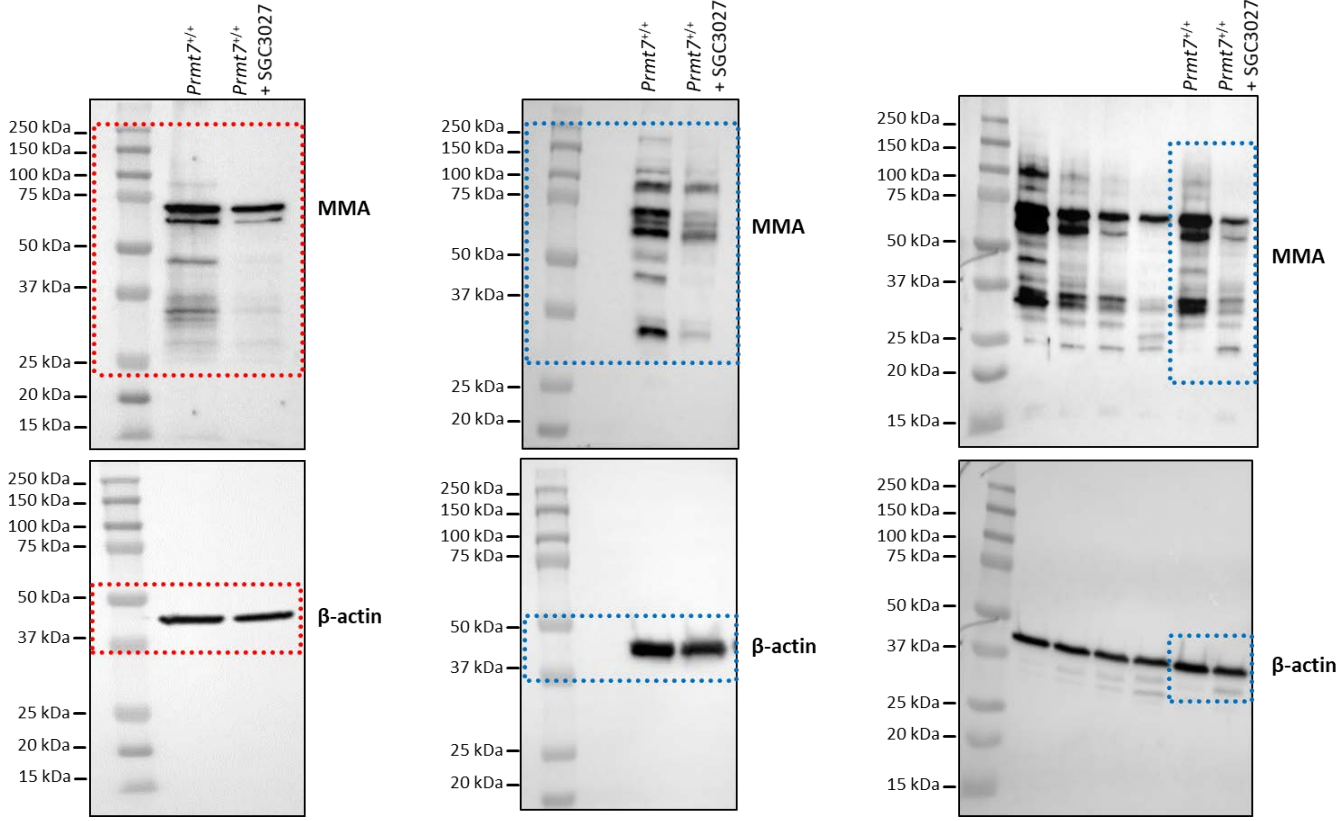 Prmt7+/+
Prmt7+/+
+ SGC3027
250 kDa
150 kDa
100 kDa
75 kDa
50 kDa
37 kDa
25 kDa
20 kDa
15 kDa
MMA
250 kDa
150 kDa
100 kDa
75 kDa
50 kDa
37 kDa
25 kDa
20 kDa
15 kDa
β-actin
Prmt7+/+
Prmt7+/+
+ SGC3027
250 kDa
150 kDa
100 kDa
75 kDa
50 kDa
37 kDa
25 kDa
20 kDa
MMA
250 kDa
150 kDa
100 kDa
75 kDa
50 kDa
37 kDa
25 kDa
20 kDa
β-actin
Prmt7+/+
Prmt7+/+
+ SGC3027
250 kDa
150 kDa
100 kDa
75 kDa
50 kDa
37 kDa
25 kDa
20 kDa
15 kDa
MMA
250 kDa
150 kDa
100 kDa
75 kDa
50 kDa
37 kDa
25 kDa
20 kDa
15 kDa
β-actin